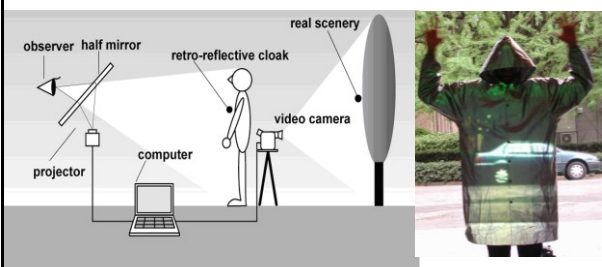 real scenery
observer
half mirror
retro-reflective cloak
video camera
projector
computer